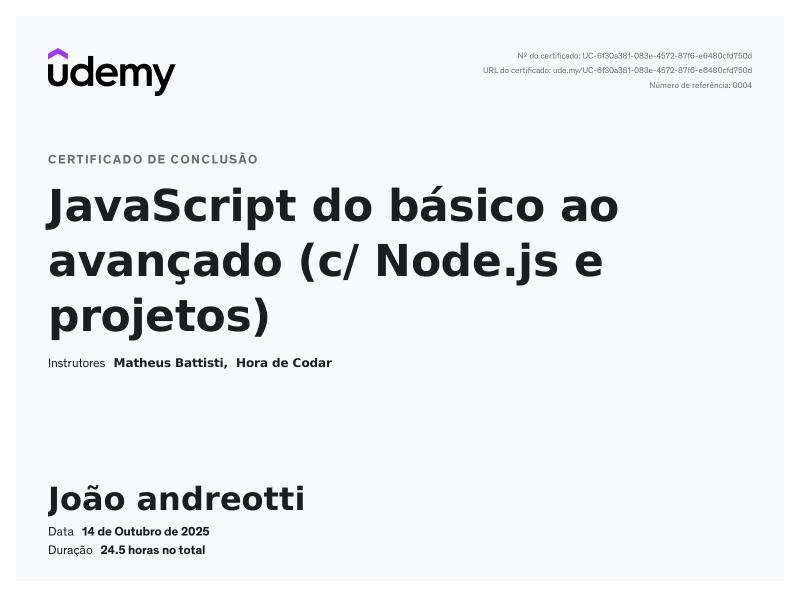 udemy
Nº do certificado: UC-6f30a381-083e-4572-87f6-e6480cfd750d
URL do certificado: ude.my/UC-6f30a381-083e-4572-87f6-e6480cfd750d
Número de referência: 0004
CERTIFICADO DE CONCLUSÃO
JavaScript do básico ao
avançado (c/ Node.js e
projetos)
Instrutores Matheus Battisti, Hora de Codar
João andreotti
Data 14 de Outubro de 2025
Duração 24.5 horas no total